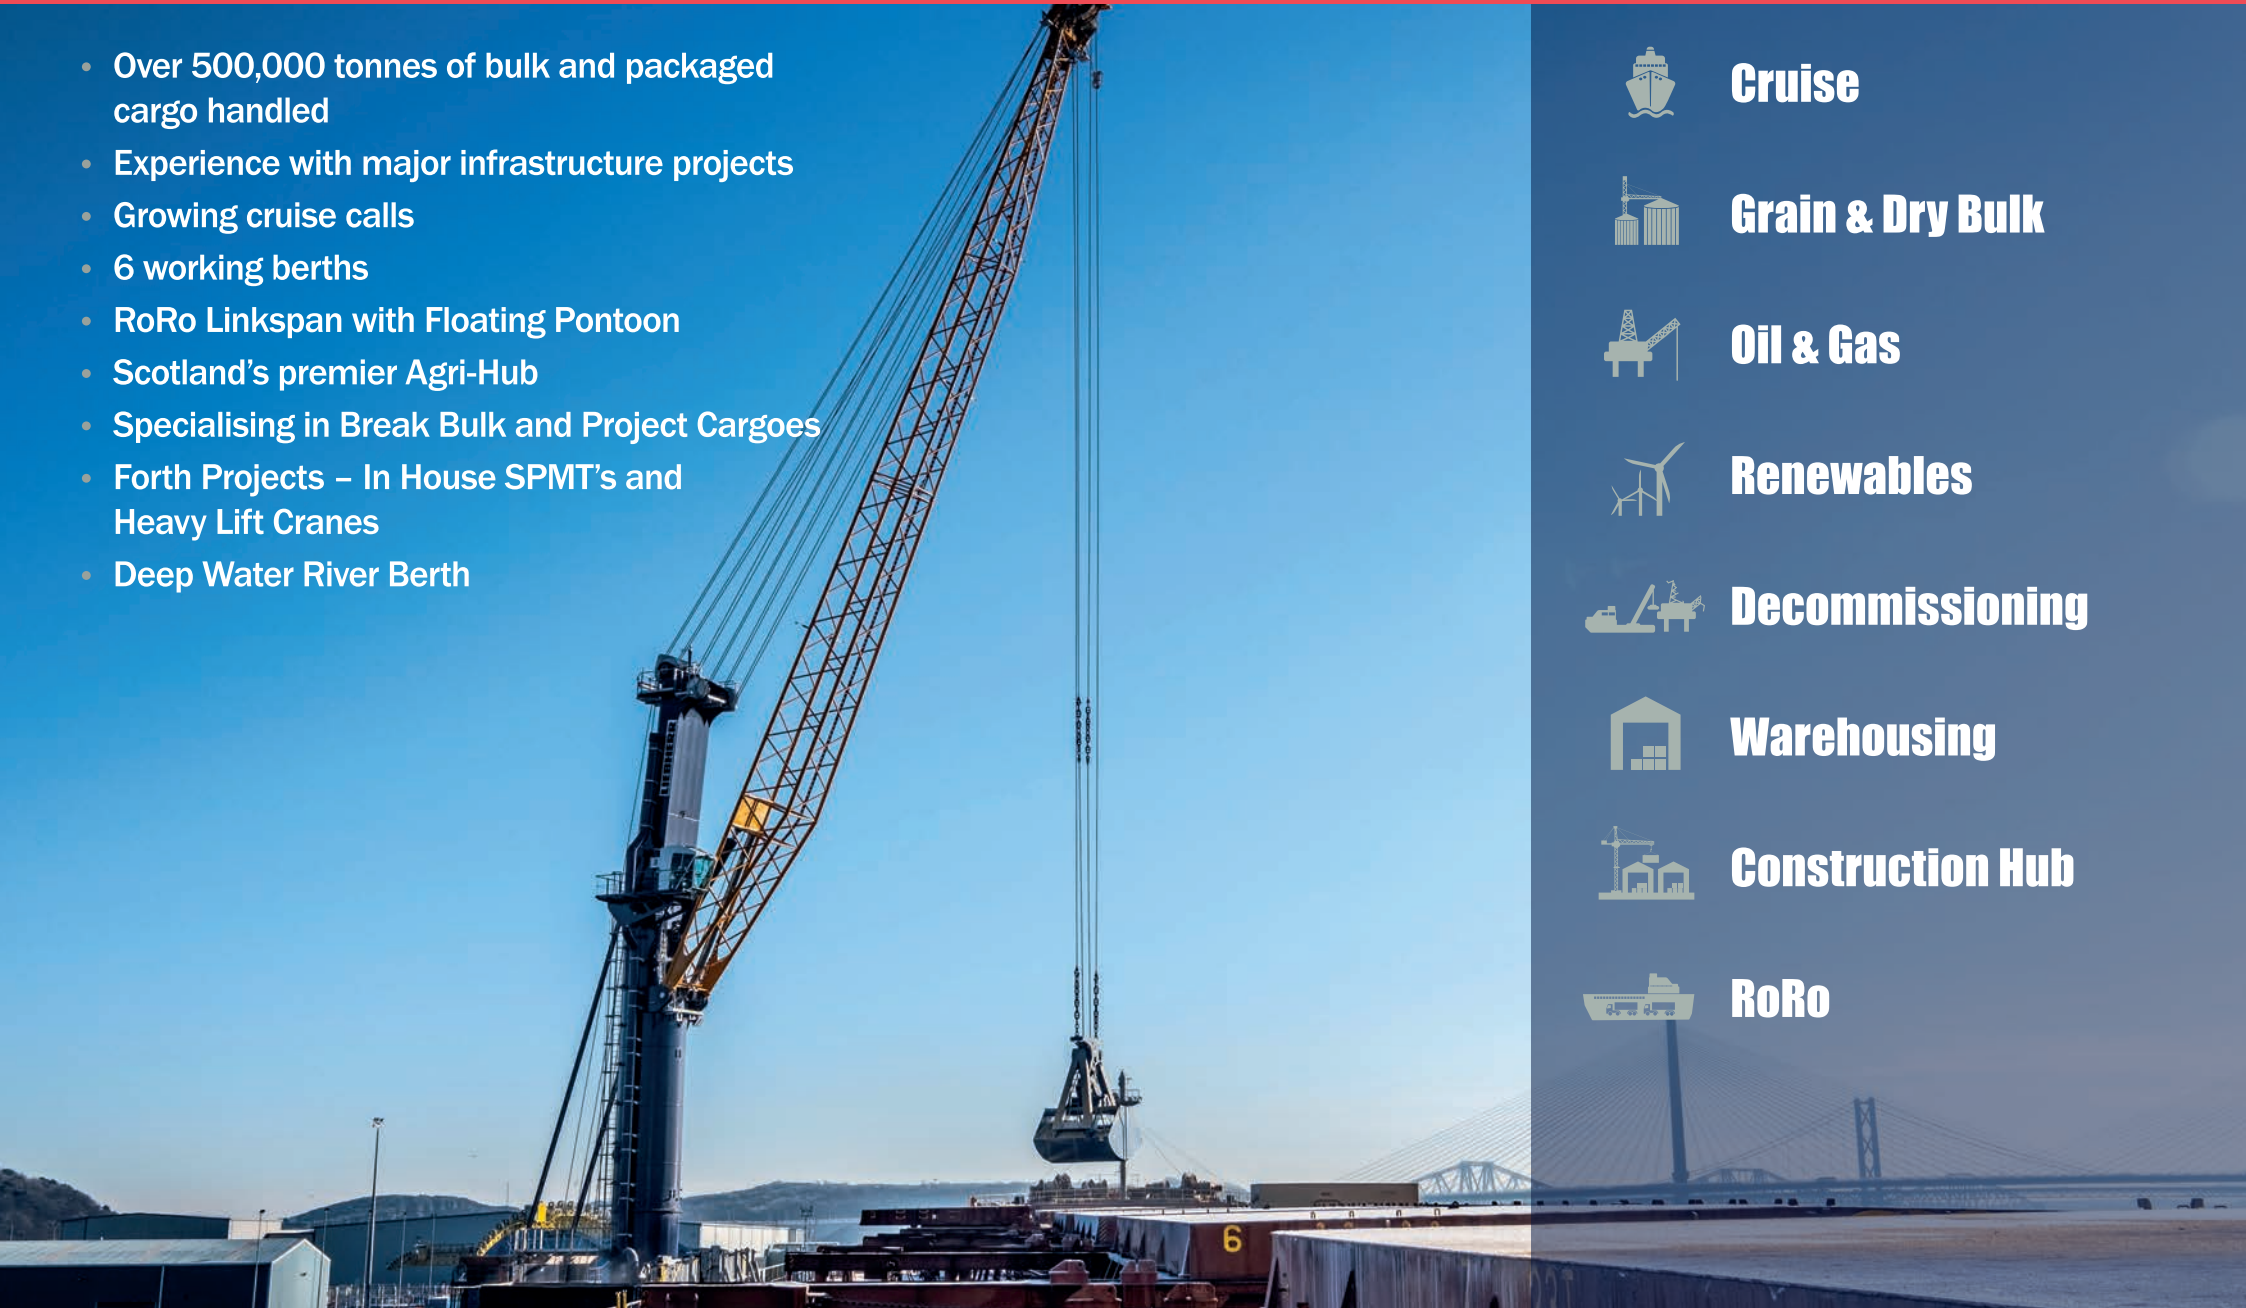 • Over 500,000 tonnes of bulk and packaged
cargo handled
• Experience with major infrastructure projects
• Growing cruise calls
• 6 working berths
• RoRo Linkspan with Floating Pontoon
• Scotland’s premier Agri-Hub
• Specialising in Break Bulk and Project Cargoes
• Forth Projects – In House SPMT’s and
Heavy Lift Cranes
• Deep Water River Berth
Cruise
Grain & Dry Bulk
Oil & Gas
Renewables
Decommissioning
Warehousing
Construction Hub
RoRo
6